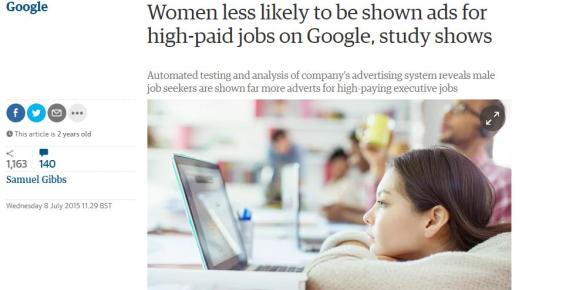 Google
Women less likely to be shown ads for
high-paid jobs on Google, study shows
Automated testing and analysis of company's advertising system reveals male
job seekers are shown far more adverts for high-paying executive jobs
This article is 2 years old
1,163 140
Samuel Gibbs
Wednesday 8 July 2015 11.29 BST